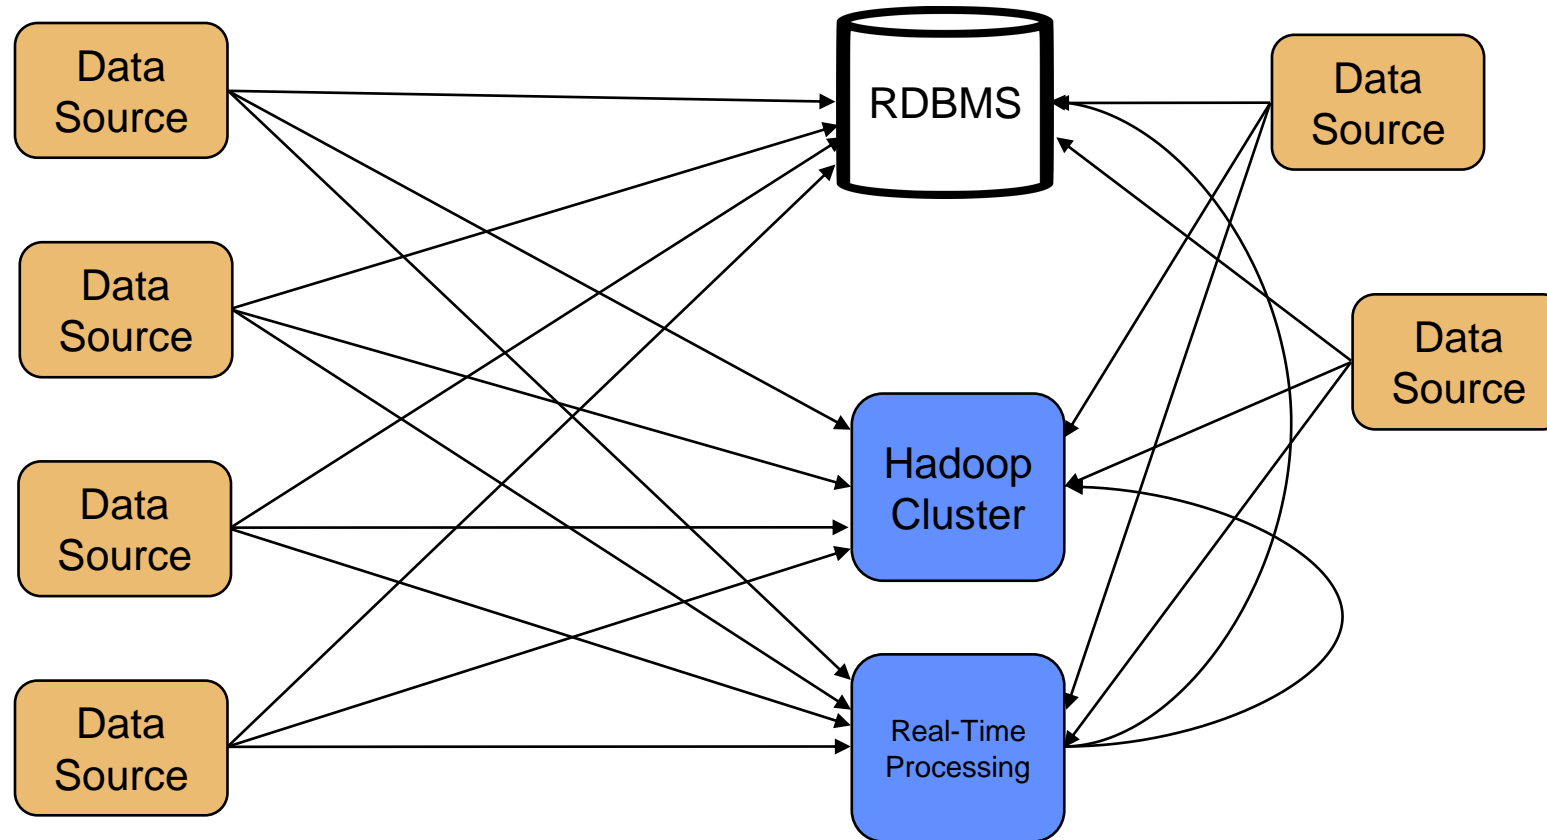 Data
Source
RDBMS
Data
Source
Data
Source
Data
Source
Hadoop
Cluster
Data
Source
Data
Source
Real-Time
Processing